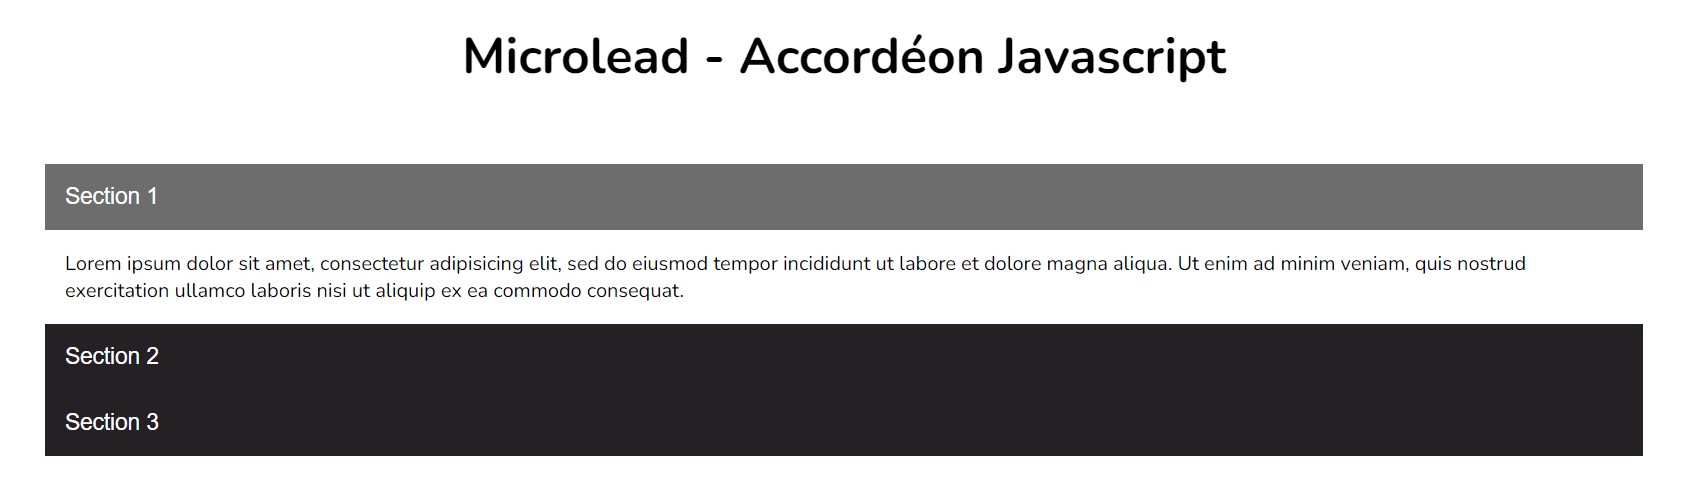 Microlead - Accordéon Javascript
Section 1
Lorem ipsum dolor sit amet, consectetur adipisicing elit, sed do eiusmod tempor incididunt ut labore et dolore magna aliqua. Ut enim ad minim veniam, quis nostrud
exercitation ullamco laboris nisi ut aliquip ex ea commodo consequat.
Section 2
Section 3